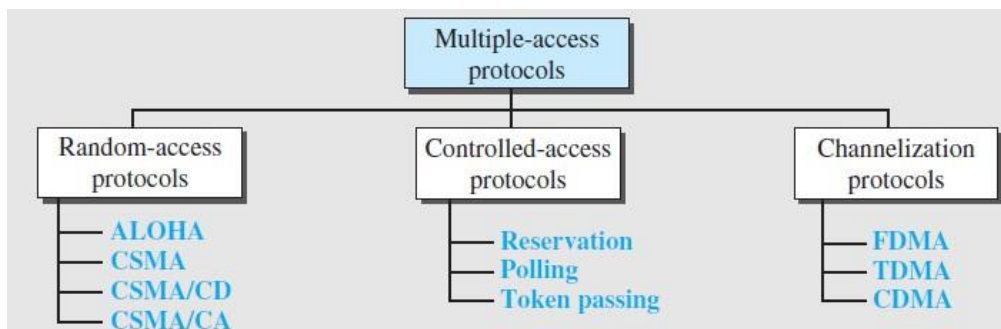 Multiple-access
protocols
Random-access
protocols
Controlled-access
protocols
Channelization
protocols
ALOHA
CSMA
CSMA/CD
CSMA/CA
Reservation
Polling
Token passing
FDMA
TDMA
CDMA